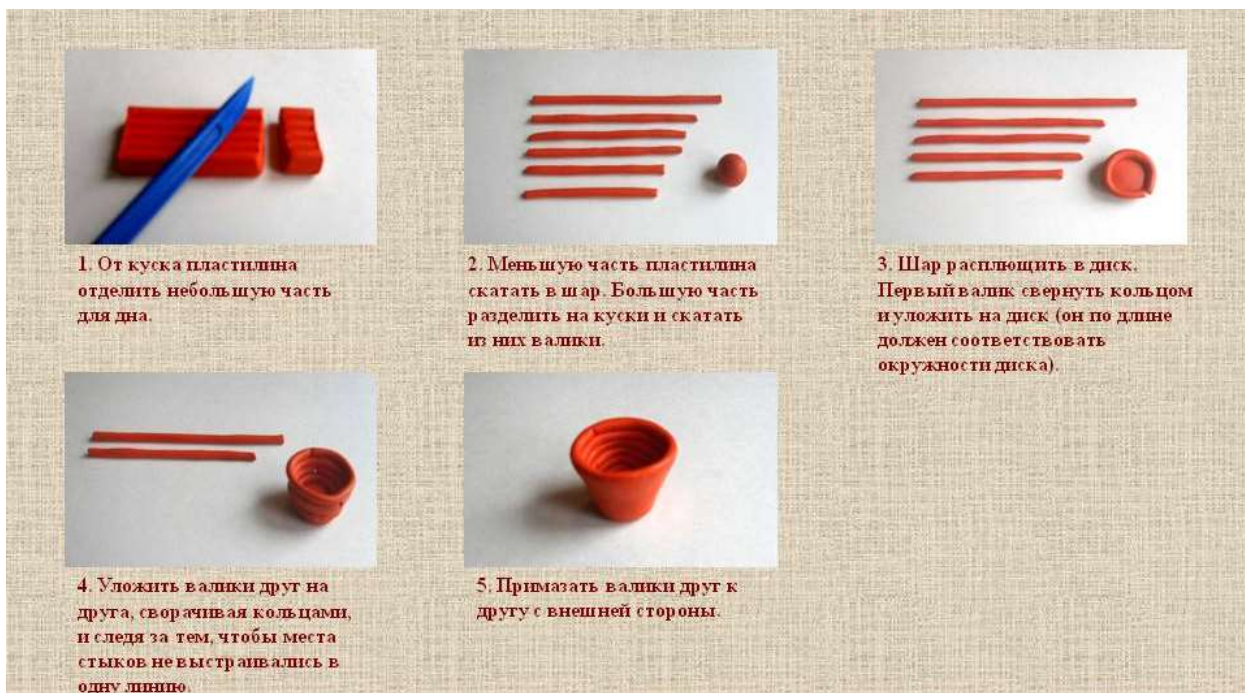 1. От куска пластилина
отделить небольшую часть
для дна.
2. Меньшую часть пластилина
скатать в шар. Большую часть
разделить на куски и скатать
из них валики.
3. Шар расплющить в диск.
Первый валик свернуть кольцом
и уложить на диск (он по длине
должен соответствовать
окружности диска).
4. Уложить валики друг на
друга, сворачивая кольцами,
и следя за тем, чтобы места
стыков не выстраивались в
одну линию.
5. Примазать валики друг к
другу с внешней стороны.